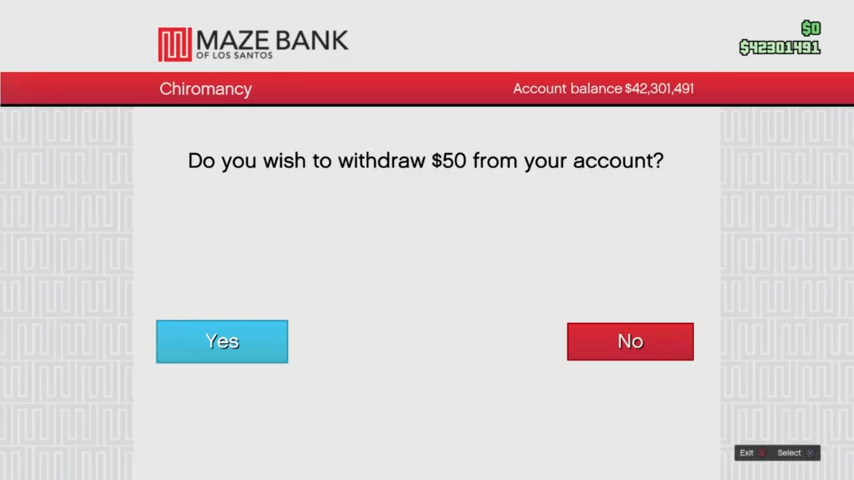 MAZE BANK
OF LOS SANTOS
$0
$42301491
Chiromancy
Account balance $42,301,491
Do you wish to withdraw $50 from your account?
Yes
No
Exit
Select